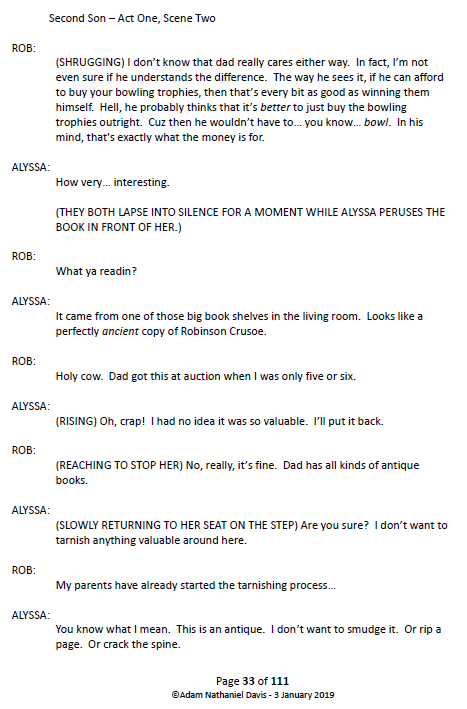 Second Son – Act One, Scene Two
ROB:
(SHRUGGING) I don't know that dad really cares either way.  In fact, I'm not
even sure if he understands the difference.  The way he sees it, if he can afford
to buy your bowling trophies, then that's every bit as good as winning them
himself.  Hell, he probably thinks that it's better to just buy the bowling
trophies outright.  Cuz then he wouldn't have to… you know… bowl.  In his
mind, that's exactly what the money is for.
ALYSSA:
How very… interesting.
(THEY BOTH LAPSE INTO SILENCE FOR A MOMENT WHILE ALYSSA PERUSES THE
BOOK IN FRONT OF HER.)
ROB:
What ya readin?
ALYSSA:
It came from one of those big book shelves in the living room.  Looks like a
perfectly ancient copy of Robinson Crusoe.
ROB:
Holy cow.  Dad got this at auction when I was only five or six.
ALYSSA:
(RISING) Oh, crap!  I had no idea it was so valuable.  I'll put it back.
ROB:
(REACHING TO STOP HER) No, really, it's fine.  Dad has all kinds of antique
books.
ALYSSA:
(SLOWLY RETURNING TO HER SEAT ON THE STEP) Are you sure?  I don't want to
tarnish anything valuable around here.
ROB:
My parents have already started the tarnishing process…
ALYSSA:
You know what I mean.  This is an antique.  I don't want to smudge it.  Or rip a
page.  Or crack the spine.
Page 33 of 111
©Adam Nathaniel Davis - 3 January 2019